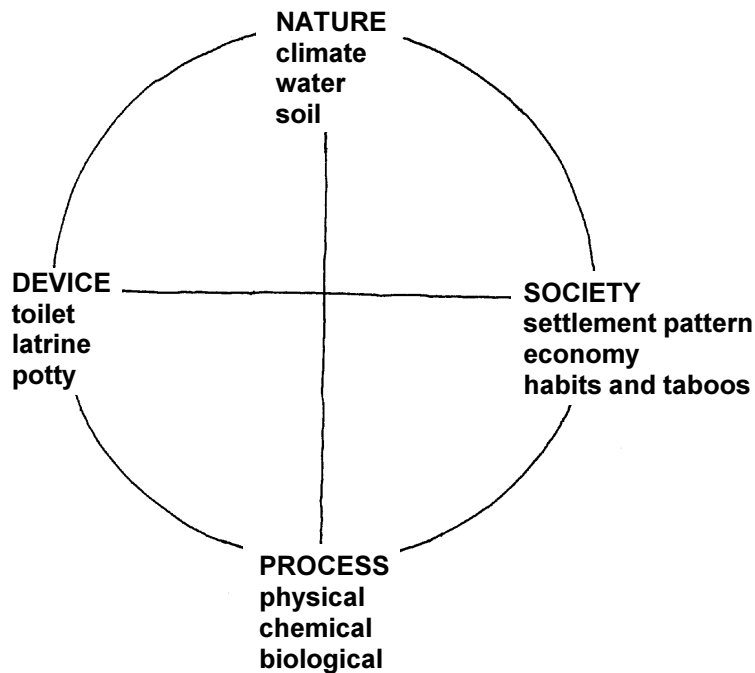 NATURE
climate
water
soil
DEVICE
toilet
latrine
potty
SOCIETY
settlement pattern
economy
habits and taboos
PROCESS
physical
chemical
biological